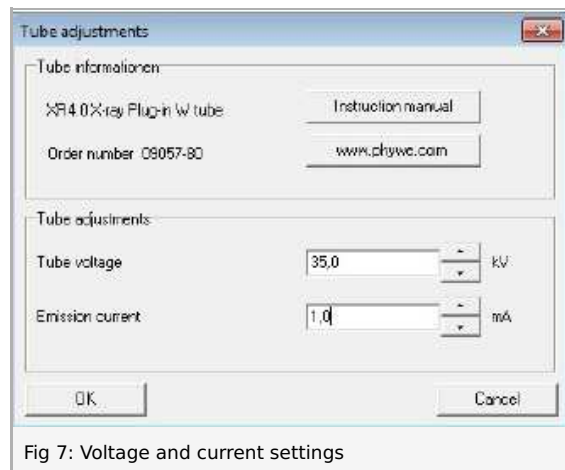 Tube adjustments
Tube informationen
XR4.0 X-ray Plug-in W tube
Instruction manual
Order number 09057-80
www.phywe.com
Tube adjustments
Tube voltage
35,0
kV
Emission current
1,0
mA
OK
Cancel
Fig 7: Voltage and current settings